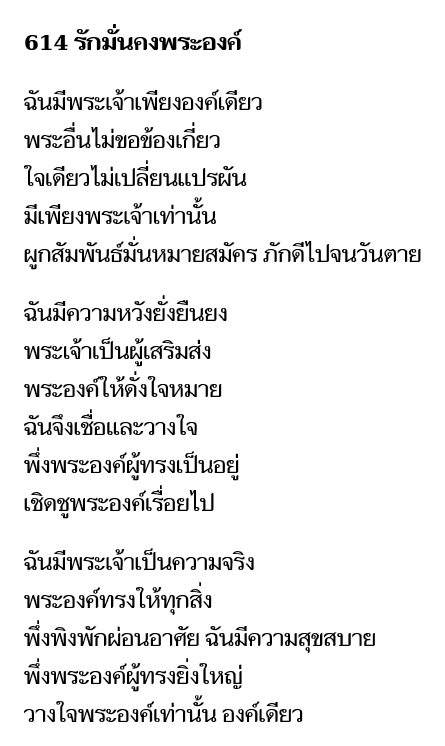 614 รักมั่นคงพระองค์
ฉันมีพระเจ้าเพียงองค์เดียว
พระอื่นไม่ขอข้องเกี่ยว
ใจเดียวไม่เปลี่ยนแปรผัน
มีเพียงพระเจ้าเท่านั้น
ผูกสัมพันธ์มั่นหมายสมัคร ภักดีไปจนวันตาย
ฉันมีความหวังยั่งยืนยง
พระเจ้าเป็นผู้เสริมส่ง
พระองค์ให้ดั่งใจหมาย
ฉันจึงเชื่อและวางใจ
พึ่งพระองค์ผู้ทรงเป็นอยู่
เชิดชูพระองค์เรื่อยไป
ฉันมีพระเจ้าเป็นความจริง
พระองค์ทรงให้ทุกสิ่ง
พึ่งพิงพักผ่อนอาศัย ฉันมีความสุขสบาย
พึ่งพระองค์ผู้ทรงยิ่งใหญ่
วางใจพระองค์เท่านั้น องค์เดียว